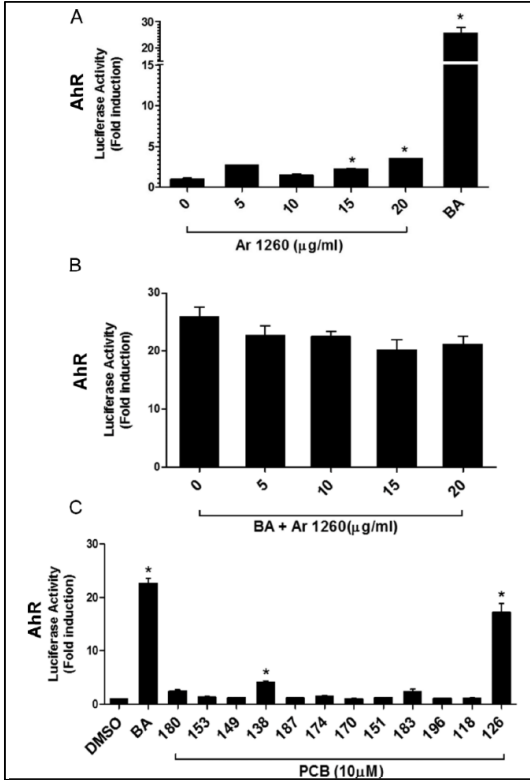 A
AhR
Luciferase Activity
(Fold induction)
30
20
15
10
5
0
*
*
*
0
5
10
15
20
BA
Ar 1260 (μg/ml)
B
AhR
Luciferase Activity
(Fold induction)
30
20
10
0
0
5
10
15
20
BA + Ar 1260(μg/ml)
C
AhR
Luciferase Activity
(Fold induction)
30
20
10
0
*
*
*
DMSO
BA
180
153
149
138
187
174
170
151
183
196
118
126
PCB (10μM)